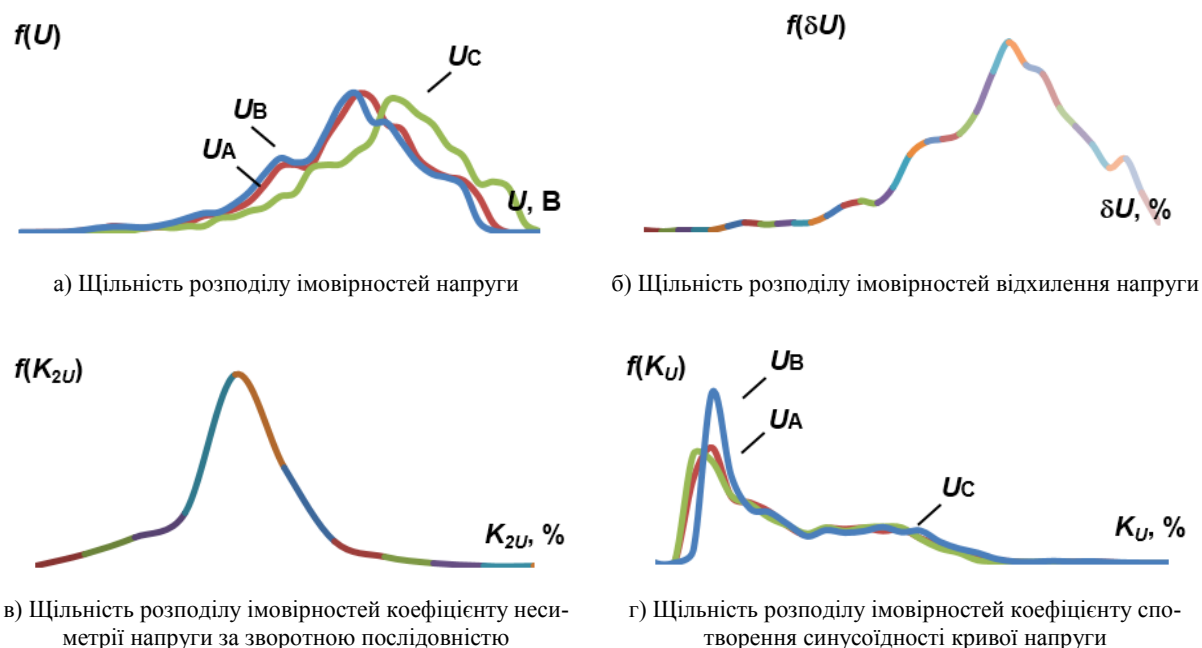 f(U)
UC
UB
UA
U, В
а) Щільність розподілу імовірностей напруги
f(δU)
δU, %
б) Щільність розподілу імовірностей відхилення напруги
f(K2U)
K2U, %
в) Щільність розподілу імовірностей коефіцієнту неси-
метрії напруги за зворотною послідовністю
f(KU)
UB
UA
UC
KU, %
г) Щільність розподілу імовірностей коефіцієнту спо-
творення синусоїдності кривої напруги